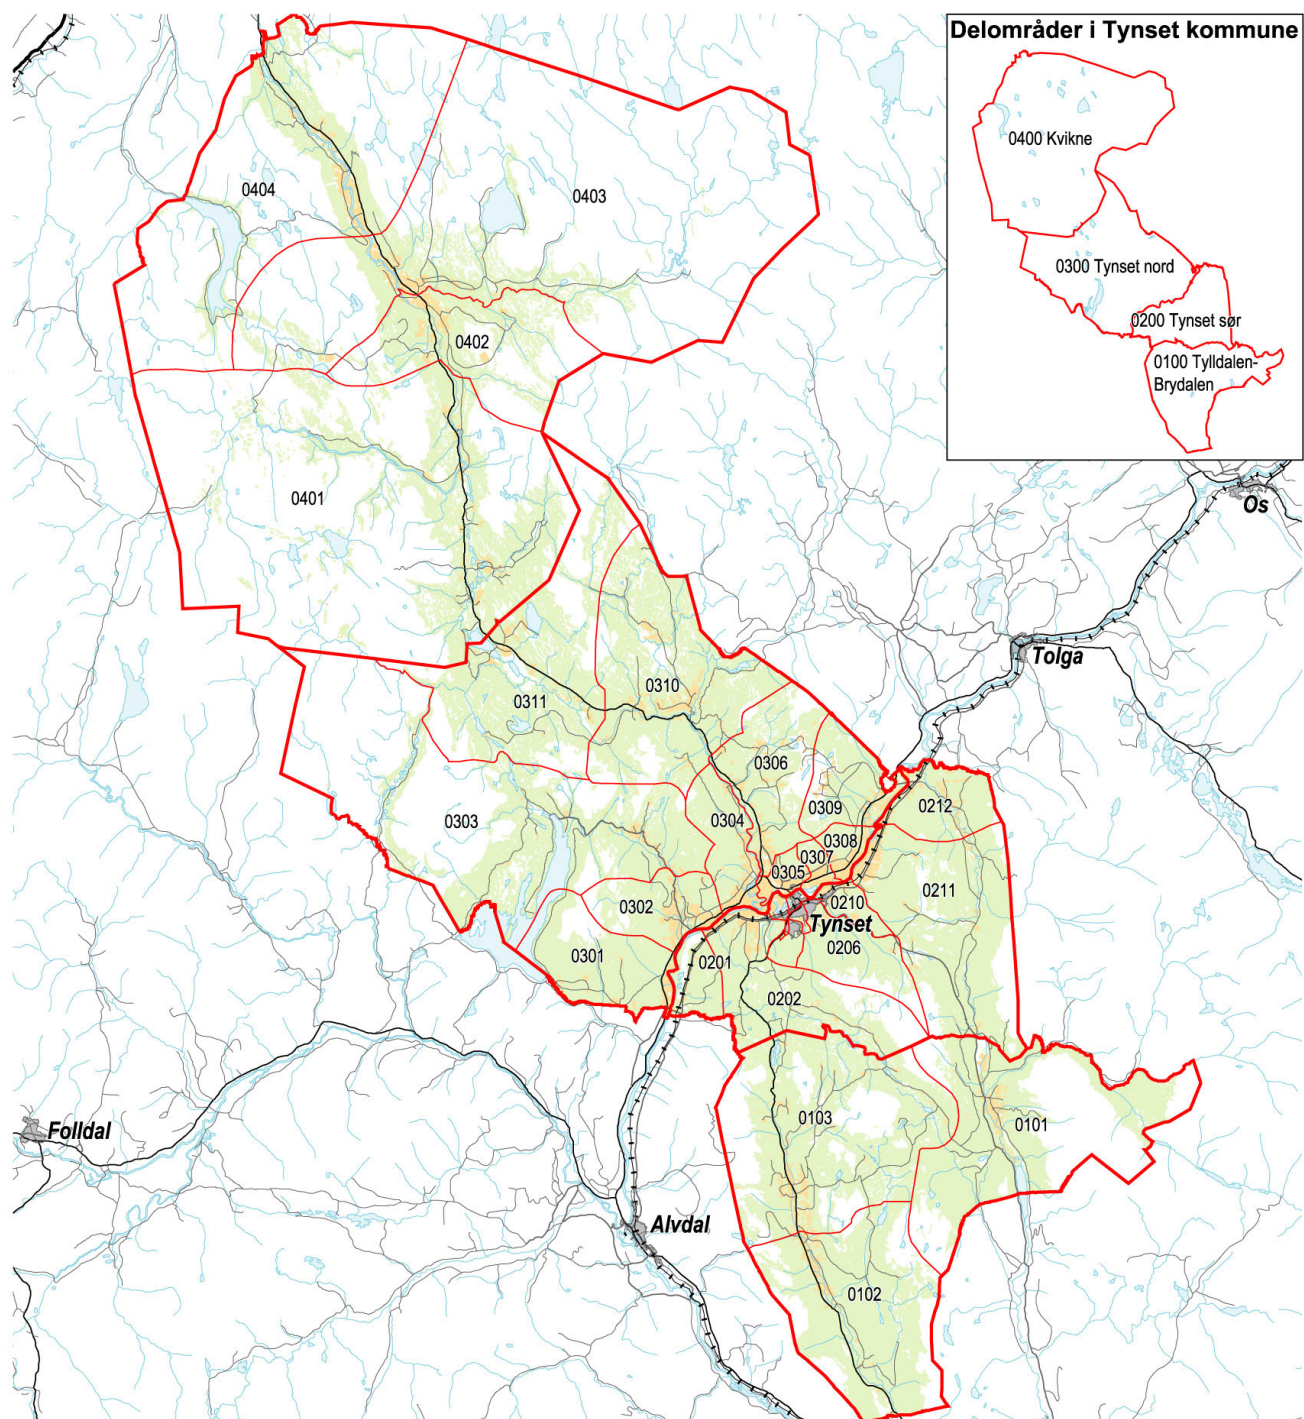 Delområder i Tynset kommune
0400 Kvikne
0300 Tynset nord
0200 Tynset sør
0100 Tylldalen-
Brydalen
0404
0403
0402
0401
Os
Tolga
0310
0311
0306
0309
0212
0304
0303
0308
0307
0305
0211
0210
0302
Tynset
0206
0301
0201
0202
0103
0101
Folldal
Alvdal
0102